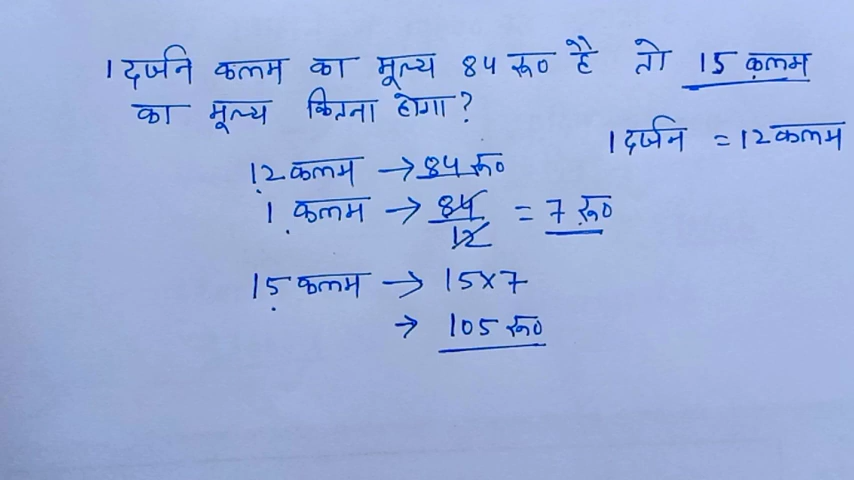 1 दर्जन कलम का मूल्य 84 रू० है तो 15 कलम
का मूल्य कितना होगा?
1 दर्जन = 12 कलम
12 कलम → 84 रू०
1 कलम → 84/12 = 7 रू०
15 कलम → 15×7
→ 105 रू०